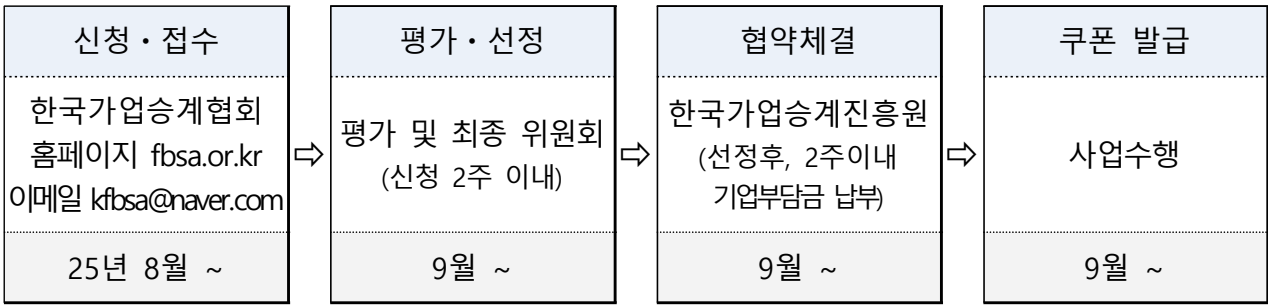 신청・접수
한국가업승계협회
홈페이지 fbsa.or.kr
이메일 kfbsa@naver.com
25년 8월 ~
⇨
평가・선정
평가 및 최종 위원회
(신청 2주 이내)
9월 ~
⇨
협약체결
한국가업승계진흥원
(선정후, 2주이내
기업부담금 납부)
9월 ~
⇨
쿠폰 발급
사업수행
9월 ~